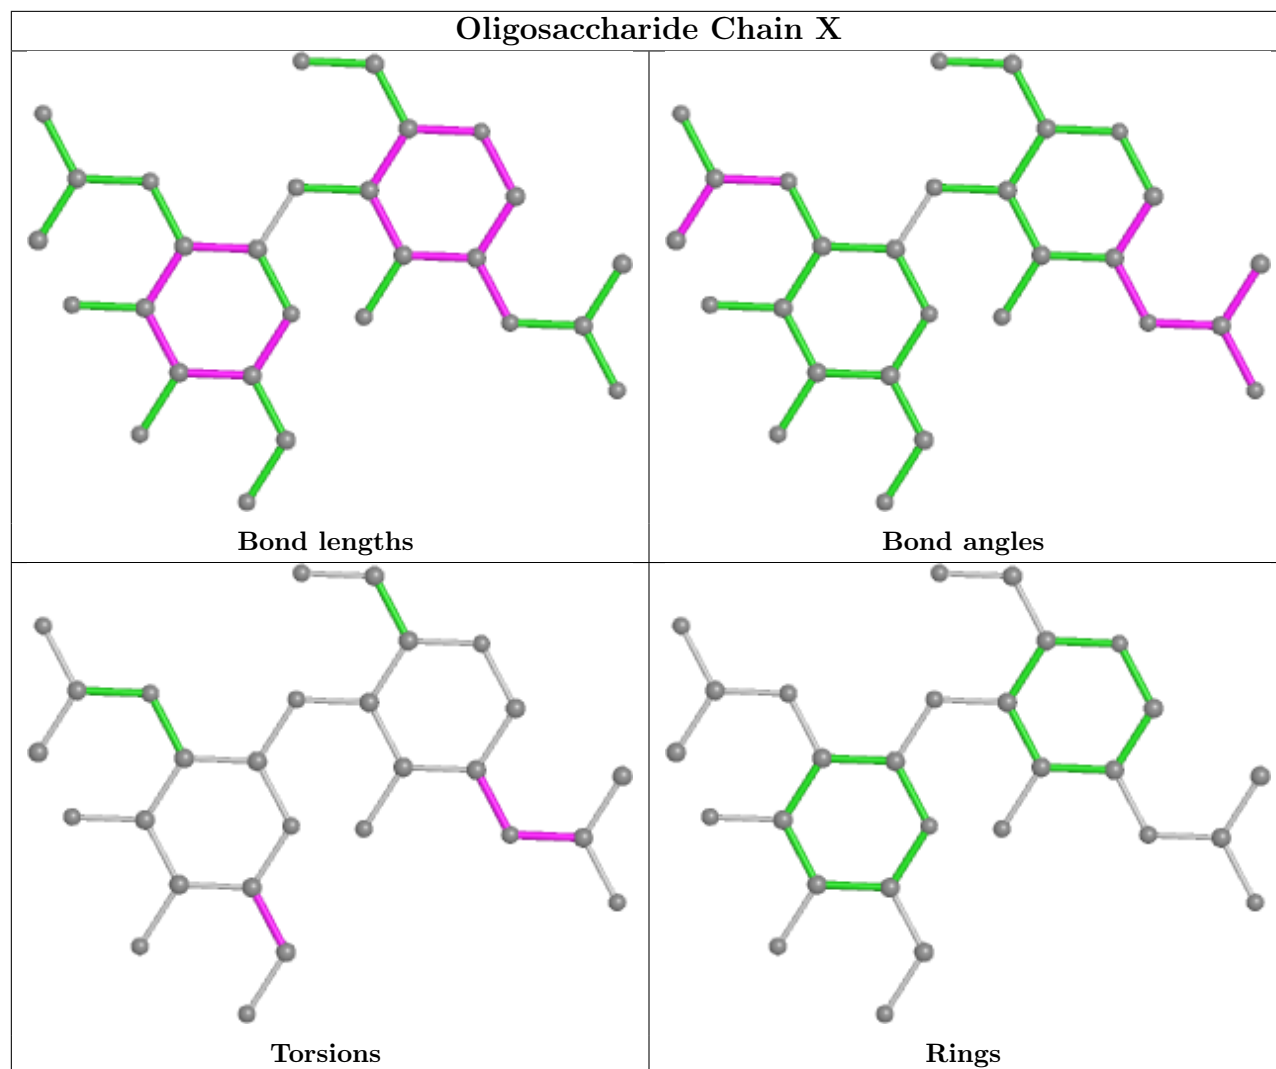 Oligosaccharide Chain X
Bond lengths
Bond angles
Torsions
Rings